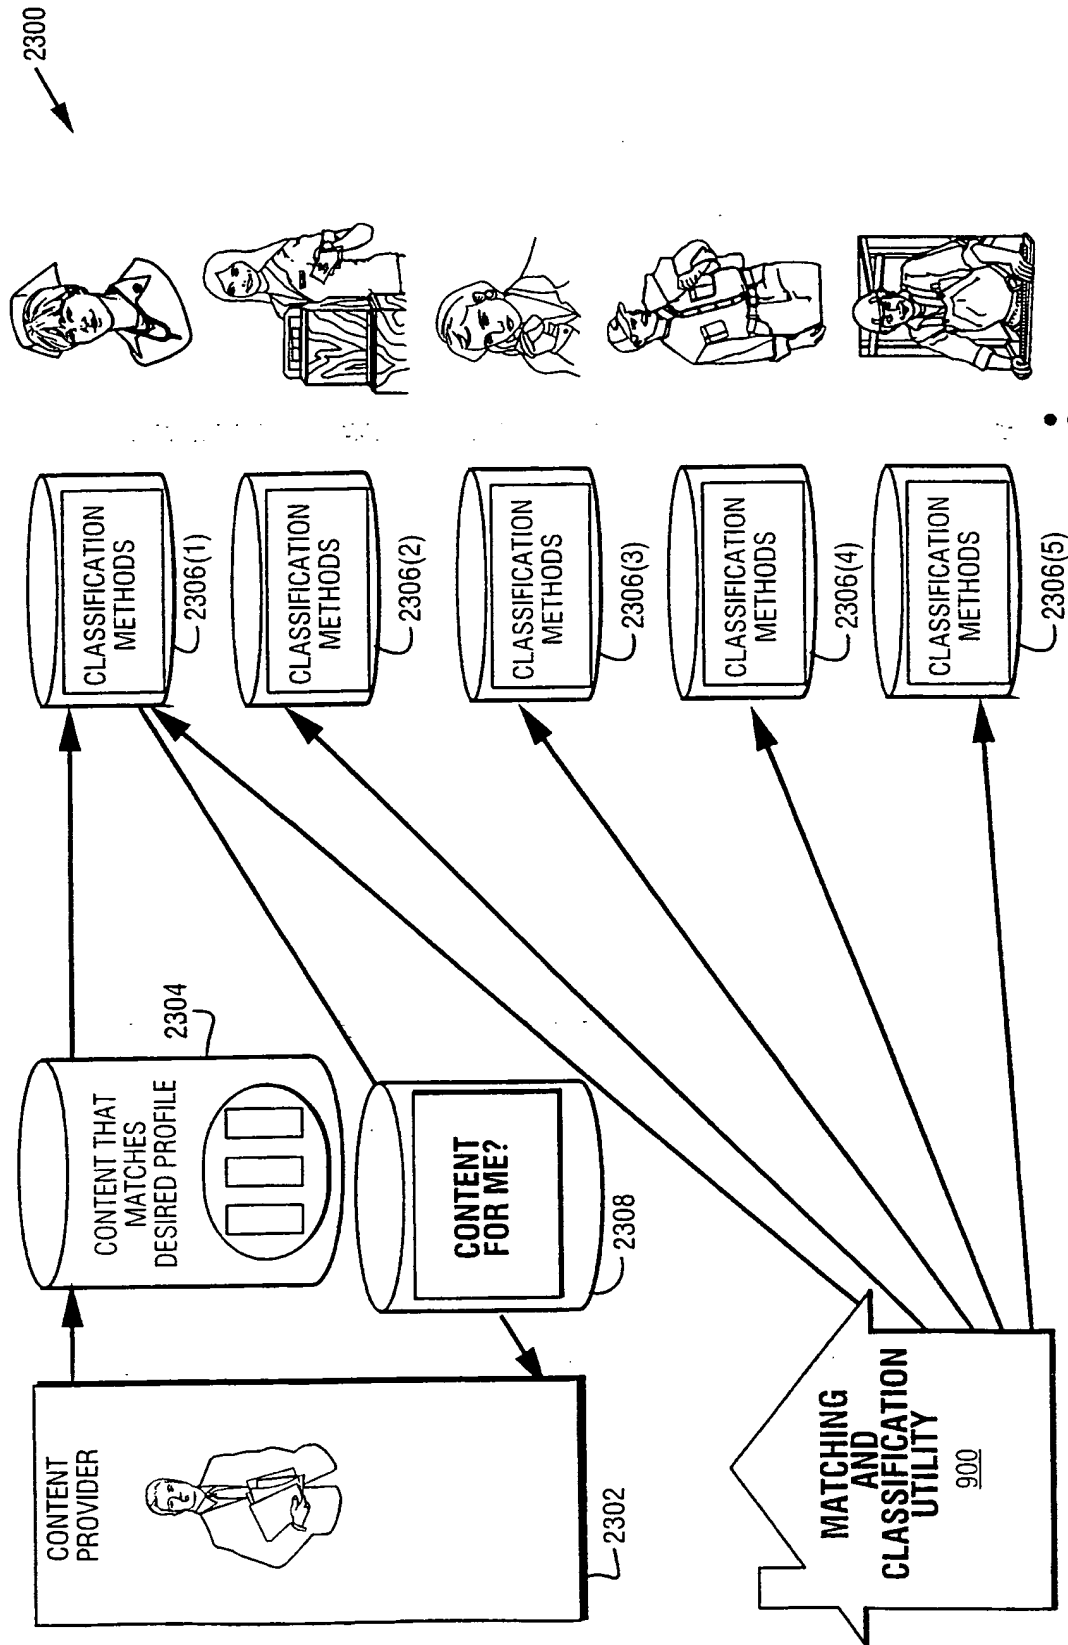 2300
CONTENT
PROVIDER
2302
CONTENT THAT
MATCHES
DESIRED PROFILE
2304
CONTENT
FOR ME?
2308
CLASSIFICATION
METHODS
2306(1)
CLASSIFICATION
METHODS
2306(2)
CLASSIFICATION
METHODS
2306(3)
CLASSIFICATION
METHODS
2306(4)
CLASSIFICATION
METHODS
2306(5)
MATCHING
AND
CLASSIFICATION
UTILITY
900